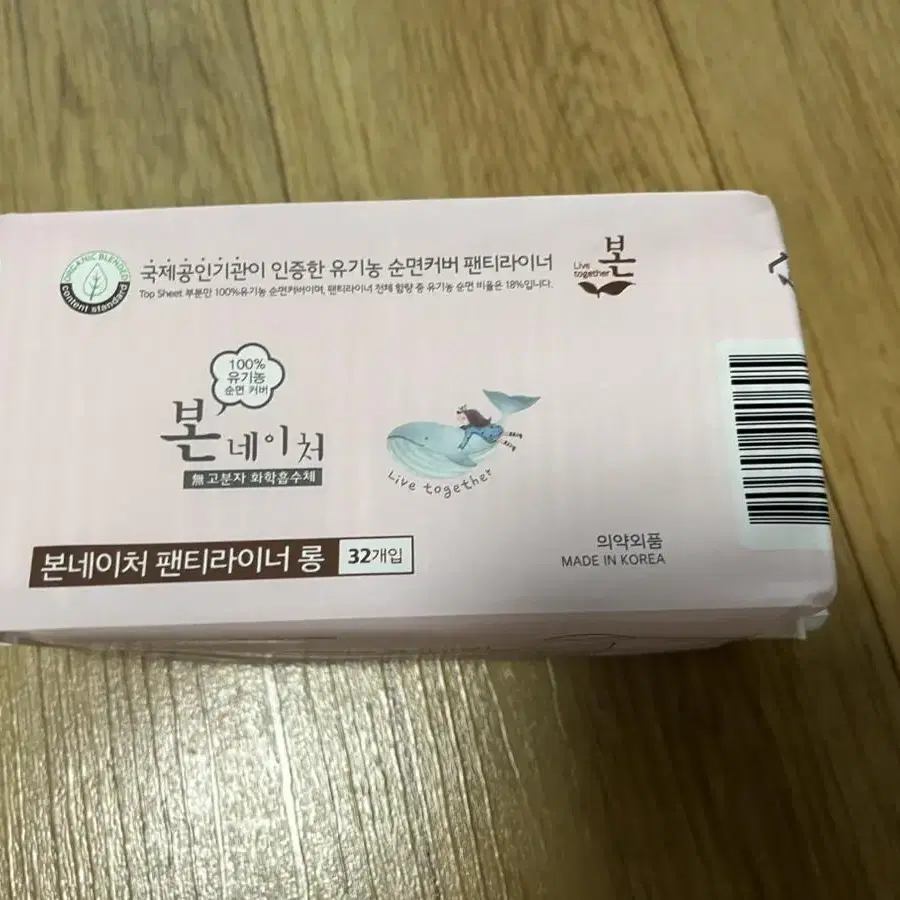 ORGANIC BLENDED
content standard
국제공인기관이 인증한 유기농 순면커버 팬티라이너
Top Sheet 부분만 100%유기농 순면커버이며, 팬티라이너 전체 함량 중 유기농 순면 비율은 18%입니다.
Live
together
본
100%
유기농
순면 커버
본네이처
無 고분자 화학흡수체
Live together
본네이처 팬티라이너 롱 32개입
의약외품
MADE IN KOREA